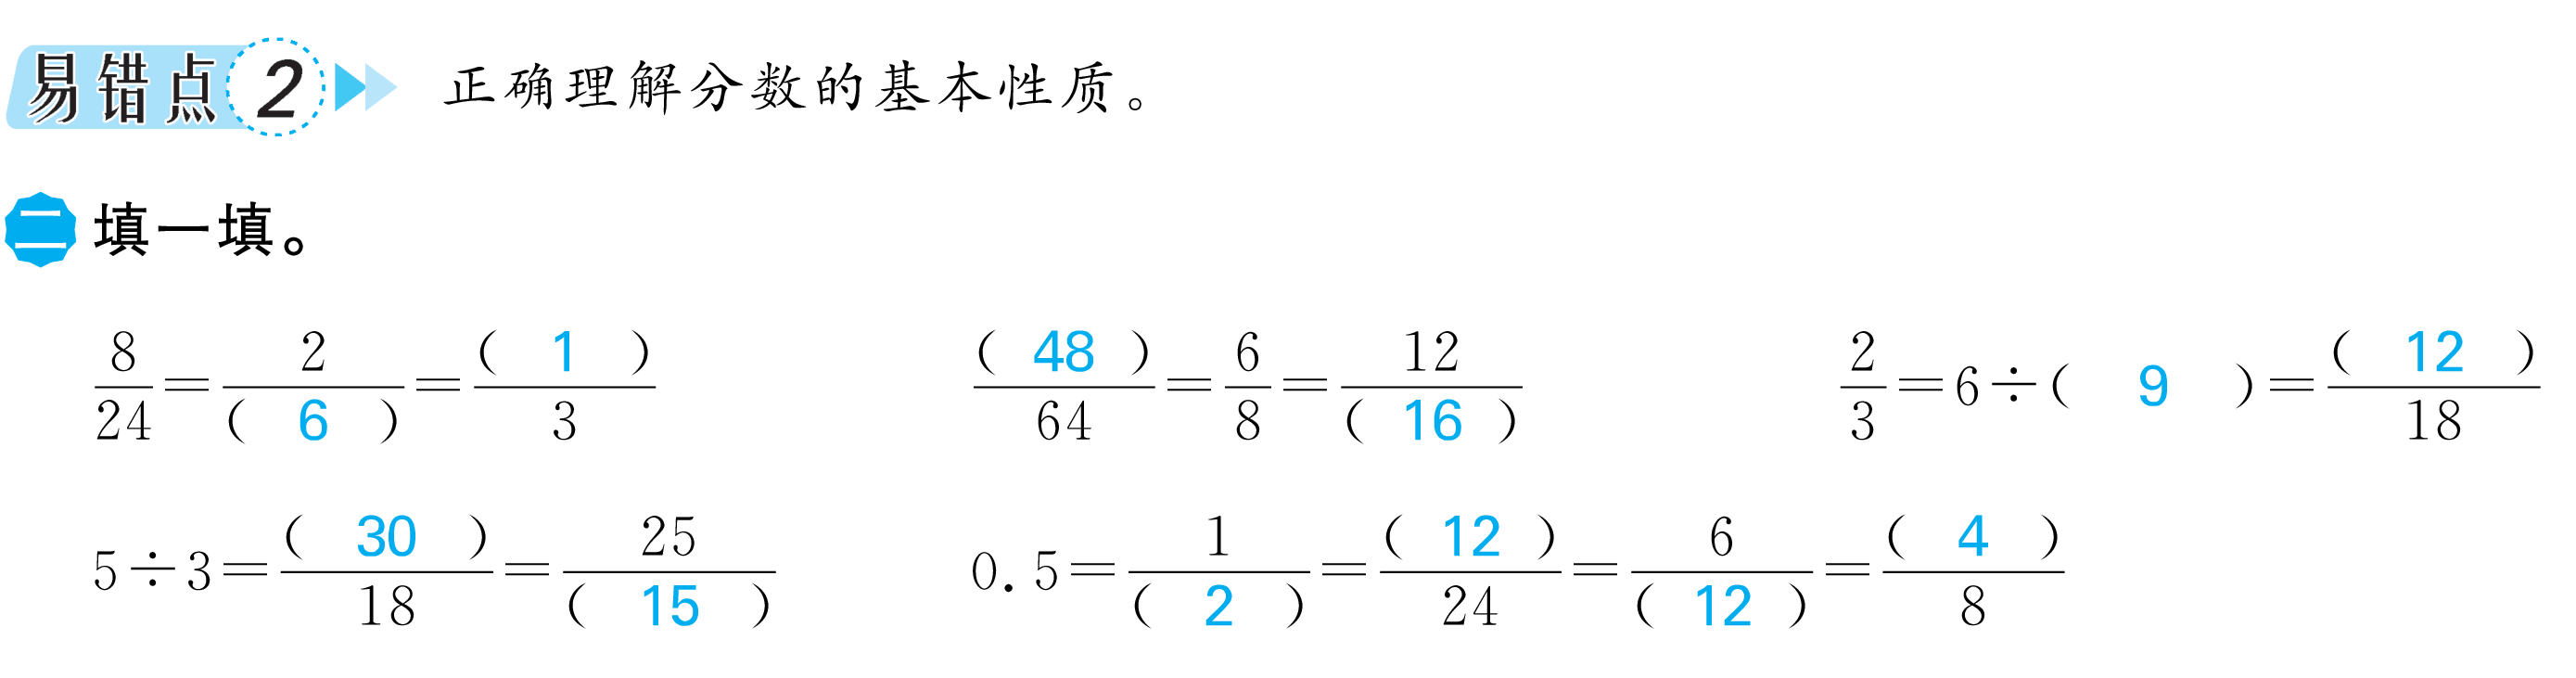 易错点2 正确理解分数的基本性质。
二 填一填。
8/24=2/( 6 )=( 1 )/3 ( 48 )/64=6/8=12/( 16 ) 2/3=6÷( 9 )=( 12 )/18
5÷3=( 30 )/18=25/( 15 ) 0.5=1/( 2 )=( 12 )/24=6/( 12 )=( 4 )/8